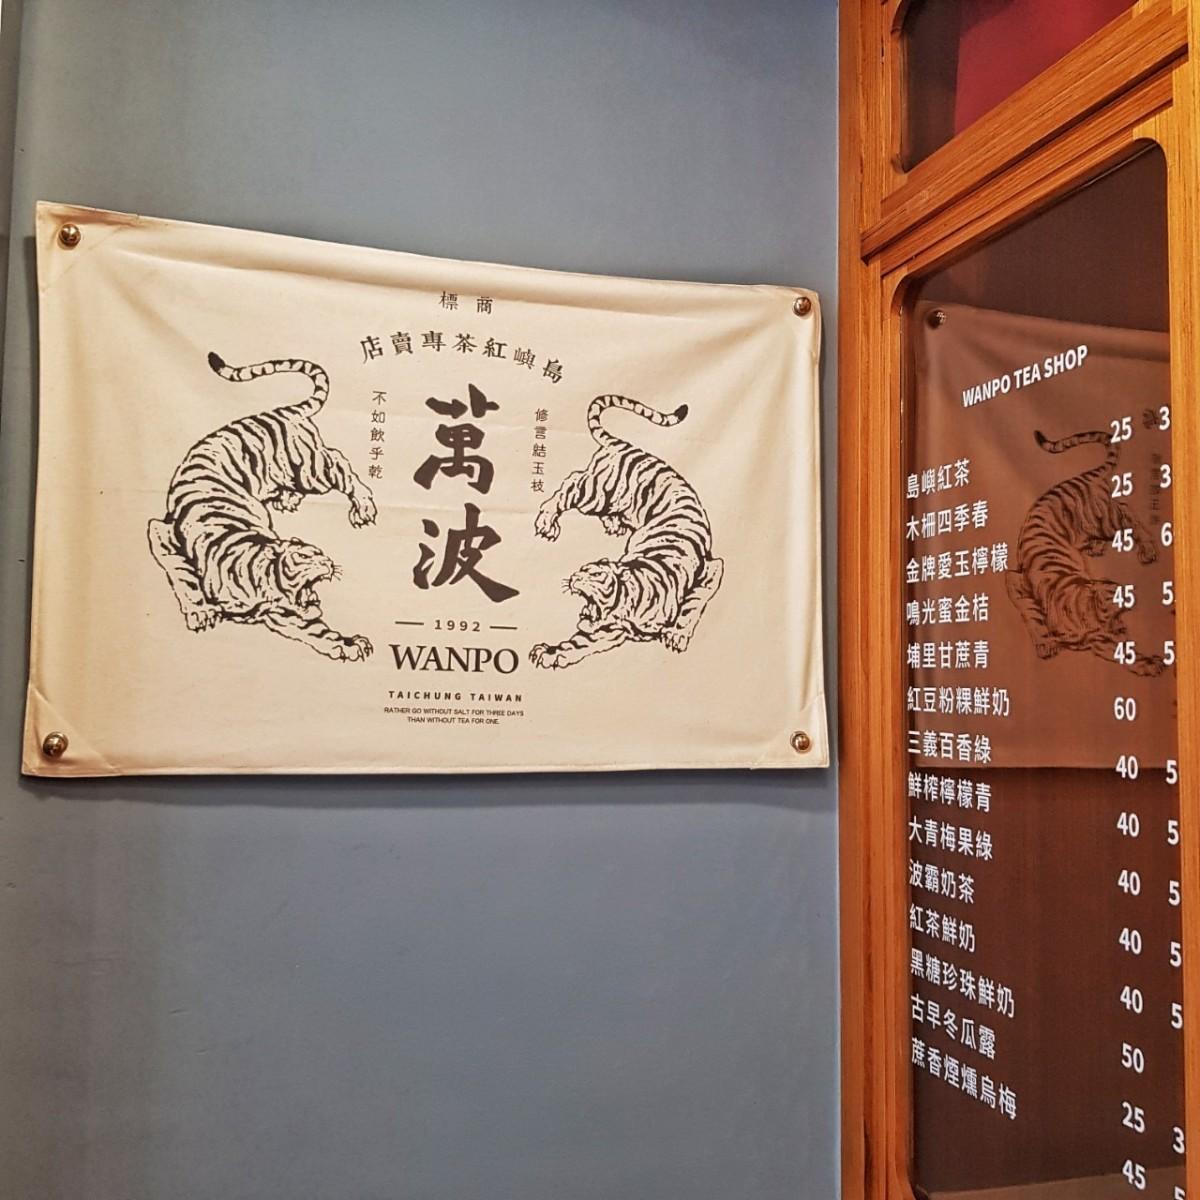 商標
島嶼紅茶專賣店
修言結玉枝
萬波
不如飲乎乾
1992
WANPO
TAICHUNG TAIWAN
RATHER GO WITHOUT SALT FOR THREE DAYS
THAN WITHOUT TEA FOR ONE.
WANPO TEA SHOP
島嶼紅茶 25
木柵四季春 25
金牌愛玉檸檬 45
鳴光蜜金桔 45
埔里甘蔗青 45
紅豆粉粿鮮奶 60
三義百香綠 40
鮮榨檸檬青 40
大青梅果綠 40
波霸奶茶 40
紅茶鮮奶 40
黑糖珍珠鮮奶 50
古早冬瓜露 25
蔗香煙燻烏梅 45